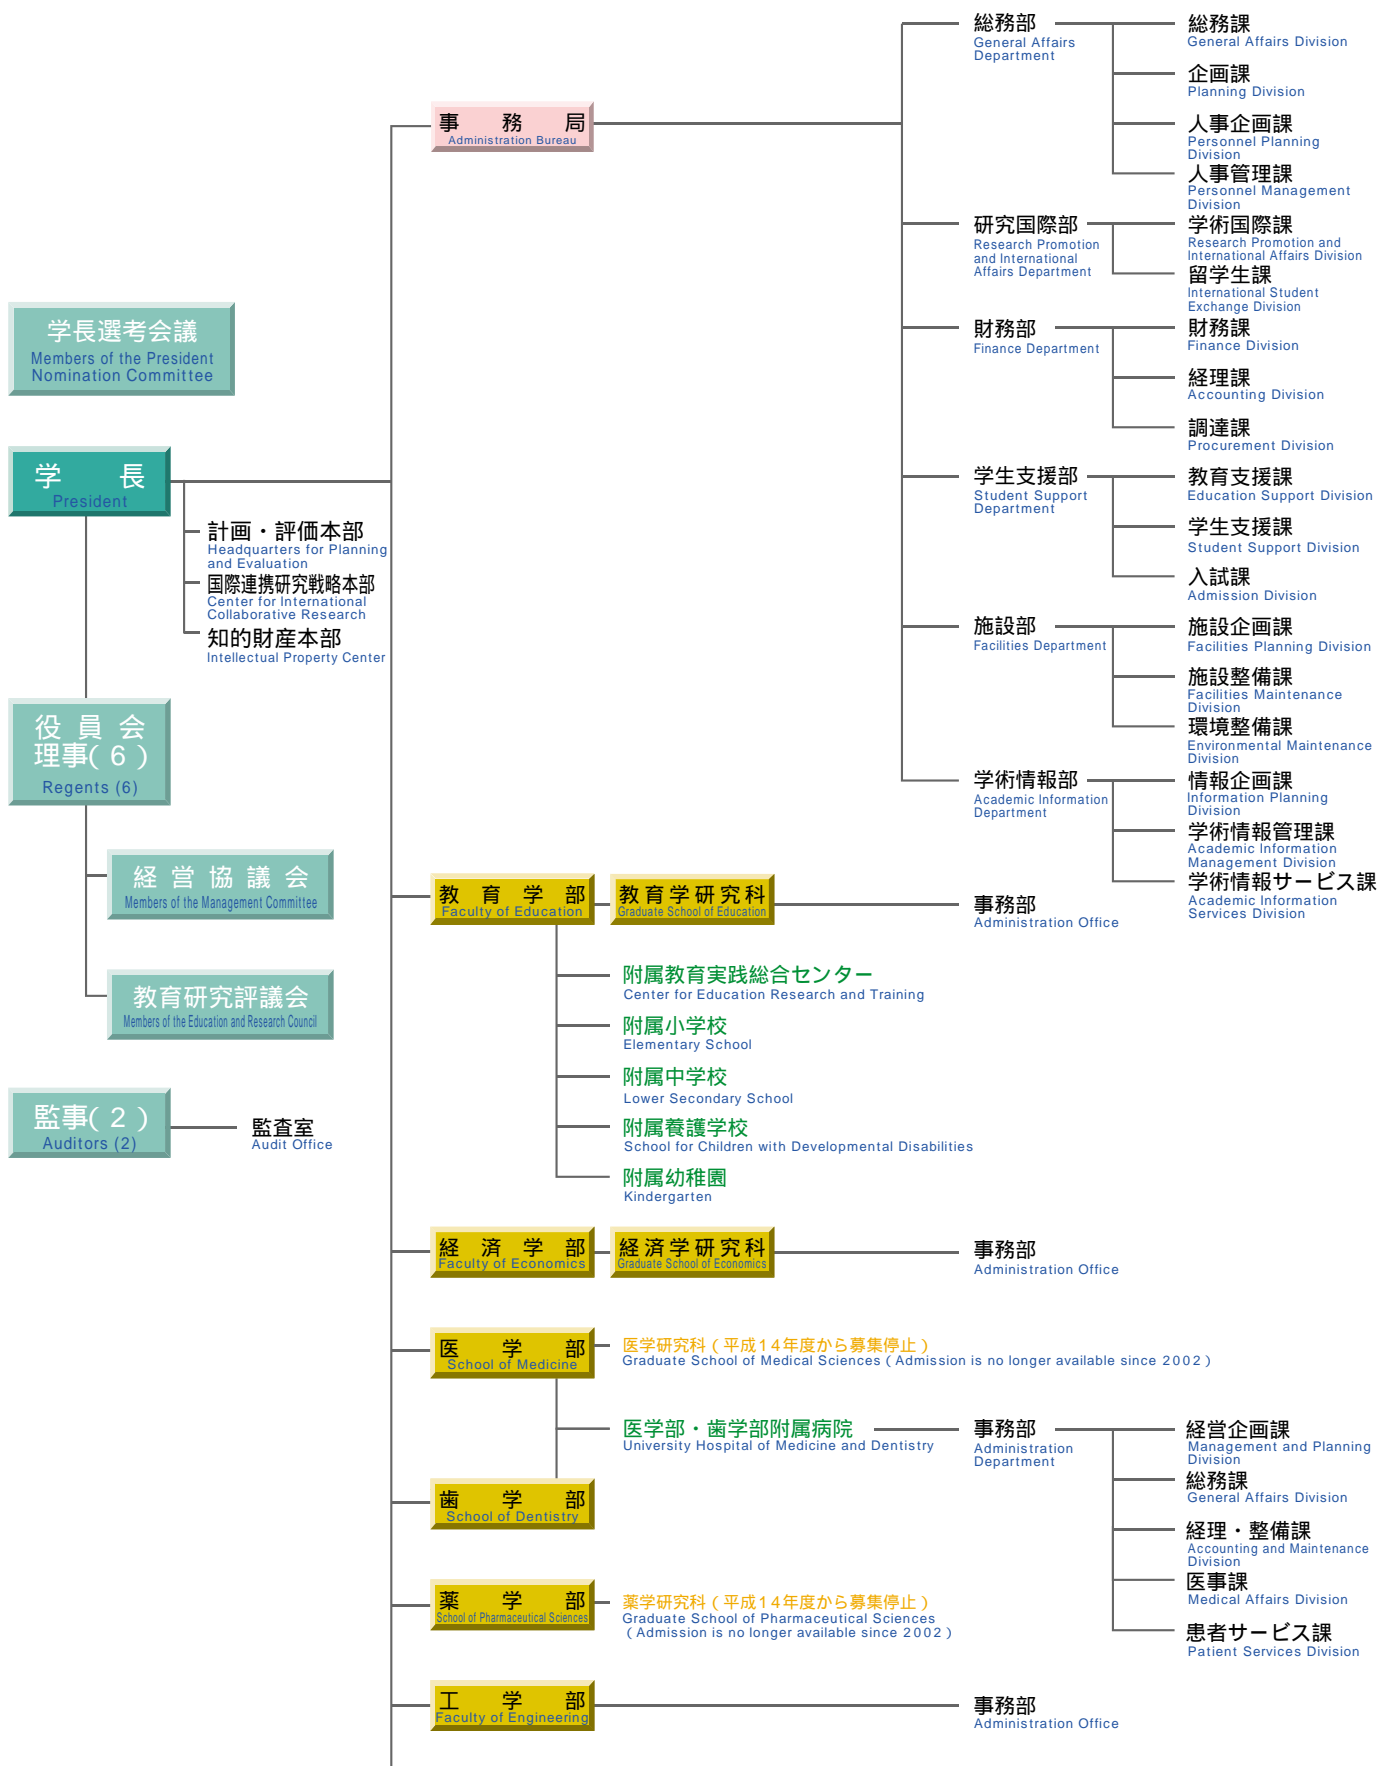 総務部
General Affairs
Department
総務課
General Affairs Division
企画課
Planning Division
人事企画課
Personnel Planning
Division
人事管理課
Personnel Management
Division
事務局
Administration Bureau
研究国際部
Research Promotion
and International
Affairs Department
学術国際課
Research Promotion and
International Affairs Division
留学生課
International Student
Exchange Division
財務部
Finance Department
財務課
Finance Division
経理課
Accounting Division
調達課
Procurement Division
学生支援部
Student Support
Department
教育支援課
Education Support Division
学生支援課
Student Support Division
入試課
Admission Division
施設部
Facilities Department
施設企画課
Facilities Planning Division
施設整備課
Facilities Maintenance
Division
環境整備課
Environmental Maintenance
Division
学術情報部
Academic Information
Department
情報企画課
Information Planning
Division
学術情報管理課
Academic Information
Management Division
学術情報サービス課
Academic Information
Services Division
学長選考会議
Members of the President
Nomination Committee
学長
President
計画・評価本部
Headquarters for Planning
and Evaluation
国際連携研究戦略本部
Center for International
Collaborative Research
知的財産本部
Intellectual Property Center
役員会
理事(6)
Regents (6)
経営協議会
Members of the Management Committee
教育研究評議会
Members of the Education and Research Council
監事(2)
Auditors (2)
監査室
Audit Office
教育学部
Faculty of Education
教育学研究科
Graduate School of Education
事務部
Administration Office
附属教育実践総合センター
Center for Education Research and Training
附属小学校
Elementary School
附属中学校
Lower Secondary School
附属養護学校
School for Children with Developmental Disabilities
附属幼稚園
Kindergarten
経済学部
Faculty of Economics
経済学研究科
Graduate School of Economics
事務部
Administration Office
医学部
School of Medicine
医学研究科(平成14年度から募集停止)
Graduate School of Medical Sciences (Admission is no longer available since 2002)
医学部・歯学部附属病院
University Hospital of Medicine and Dentistry
事務部
Administration
Department
経営企画課
Management and Planning
Division
総務課
General Affairs Division
経理・整備課
Accounting and Maintenance
Division
医事課
Medical Affairs Division
患者サービス課
Patient Services Division
歯学部
School of Dentistry
薬学部
School of Pharmaceutical Sciences
薬学研究科(平成14年度から募集停止)
Graduate School of Pharmaceutical Sciences
(Admission is no longer available since 2002)
工学部
Faculty of Engineering
事務部
Administration Office